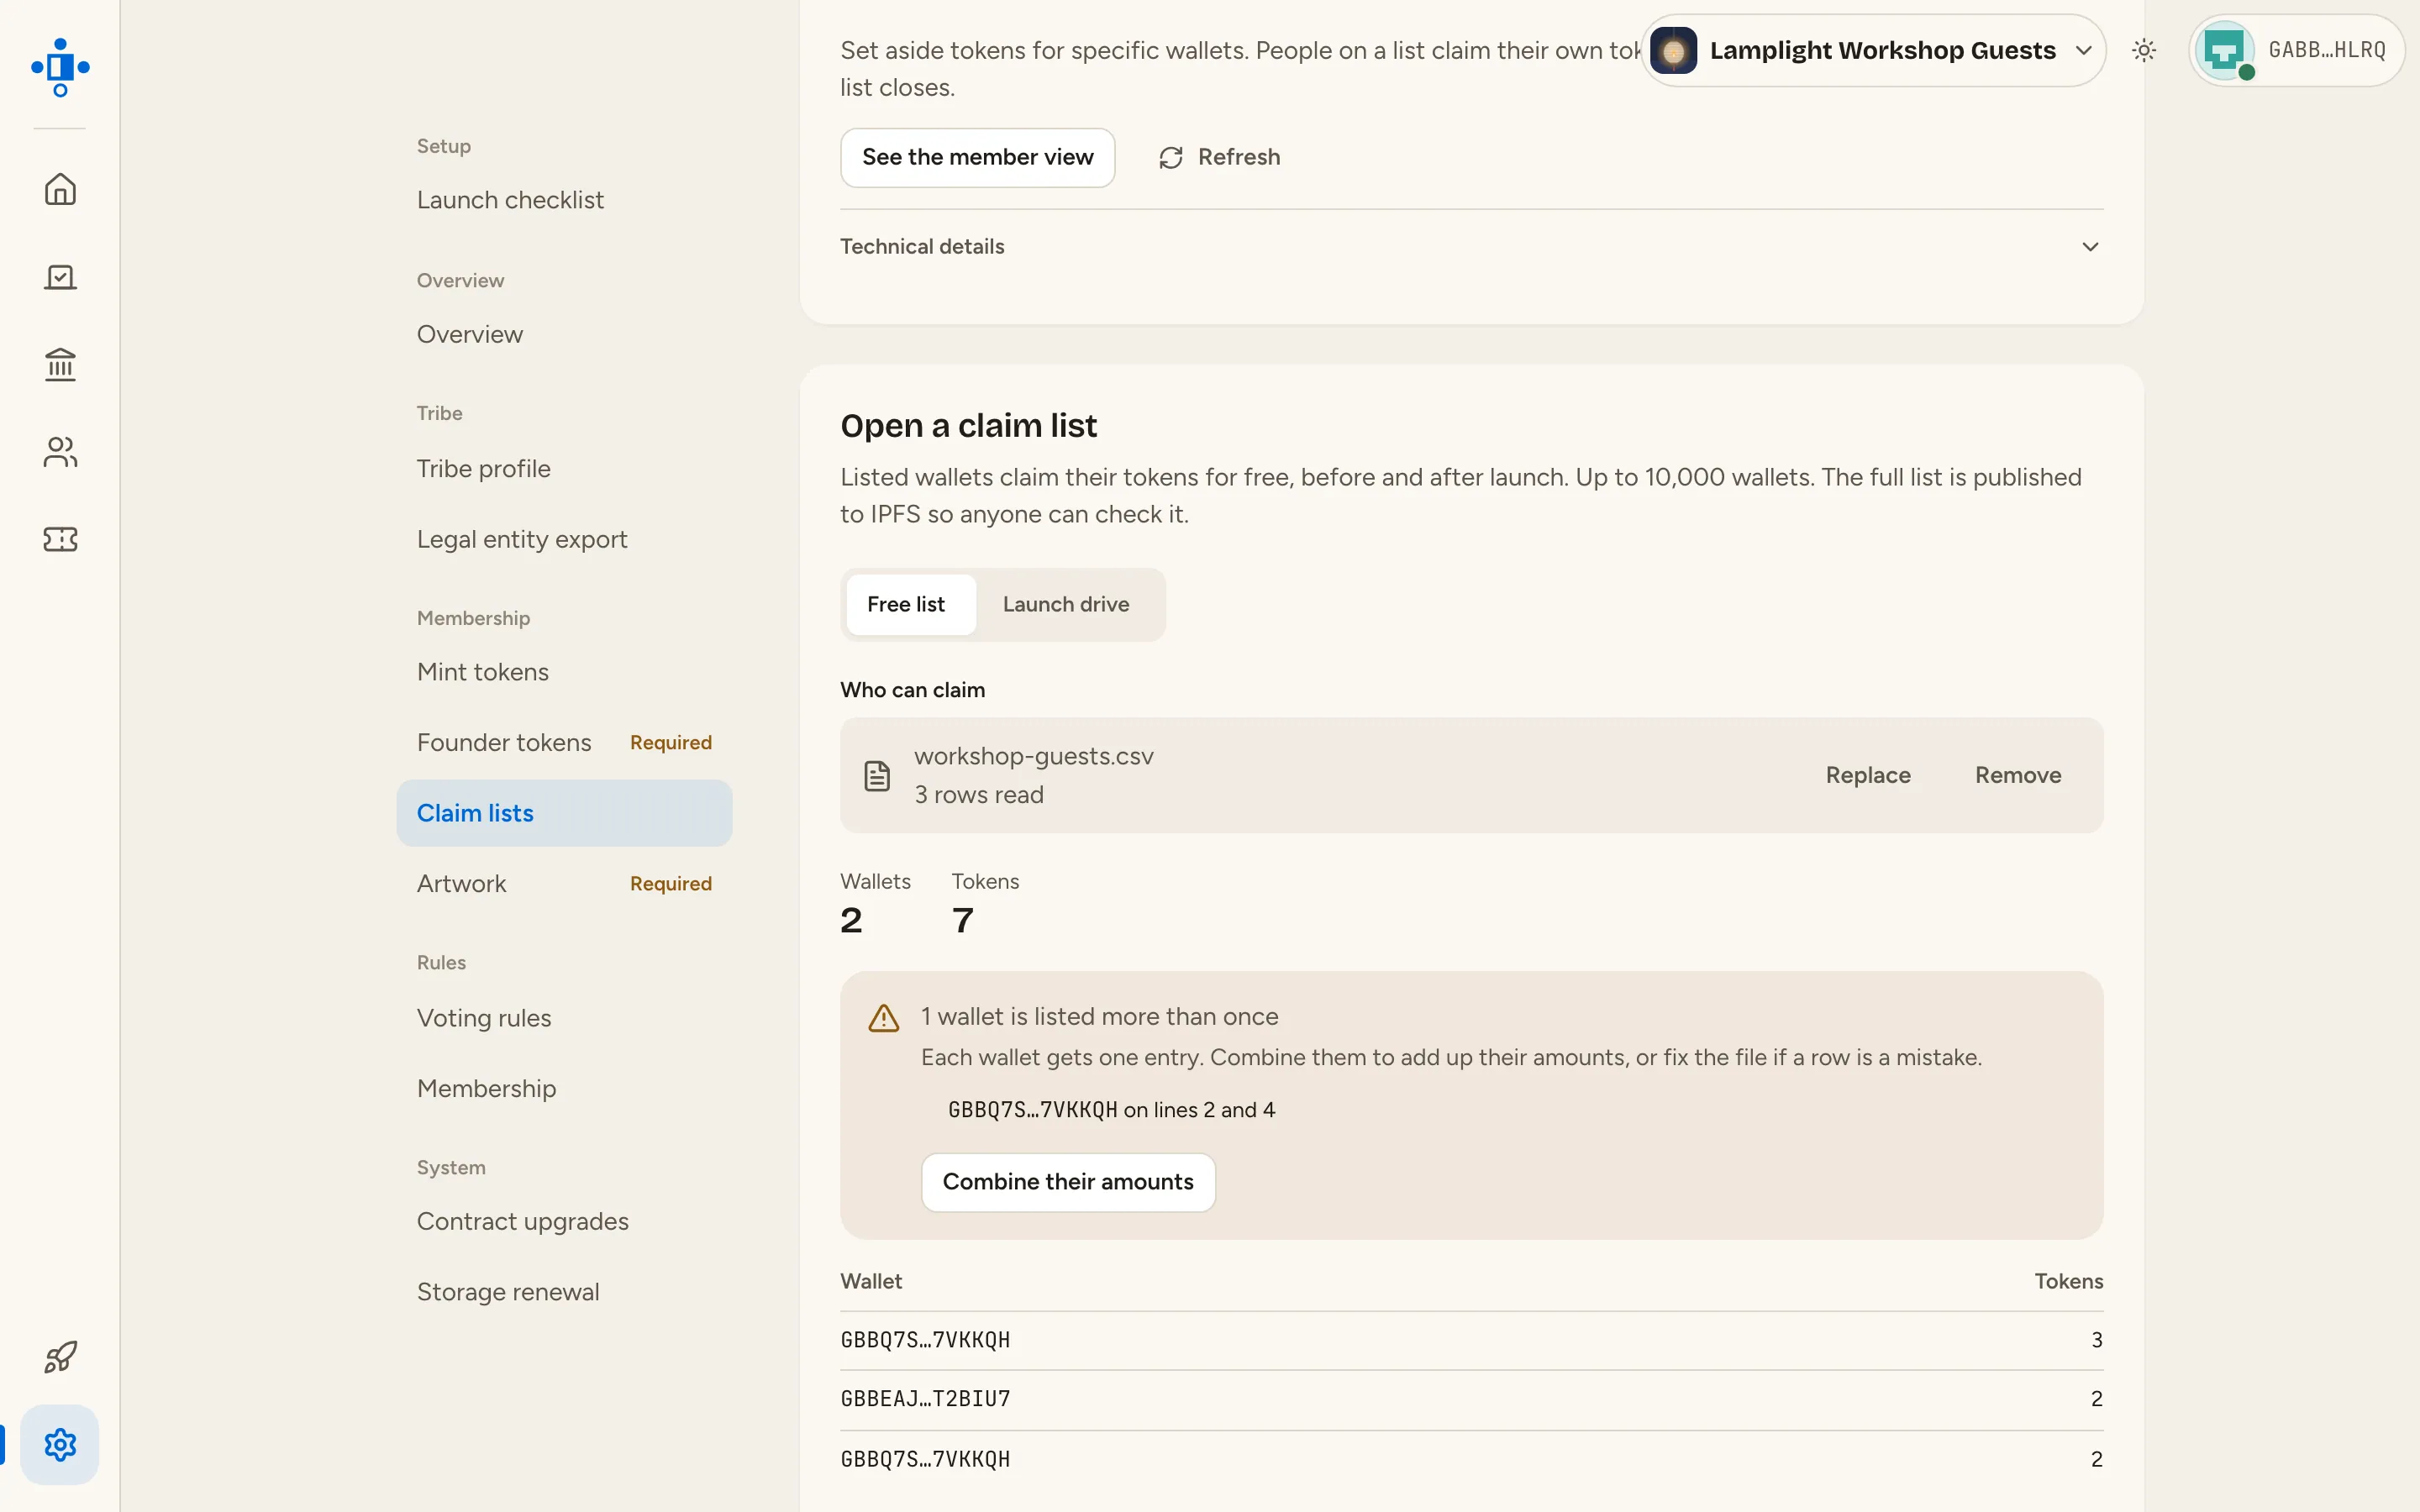 Set aside tokens for specific wallets. People on a list claim their own
list closes.
Lamplight Workshop Guests
GABB…HLRQ
See the member view
Refresh
Technical details
Setup
Launch checklist
Overview
Overview
Tribe
Tribe profile
Legal entity export
Membership
Mint tokens
Founder tokens Required
Claim lists
Artwork Required
Rules
Voting rules
Membership
System
Contract upgrades
Storage renewal
Open a claim list
Listed wallets claim their tokens for free, before and after launch. Up to 10,000 wallets. The full list is published
to IPFS so anyone can check it.
Free list Launch drive
Who can claim
workshop-guests.csv
3 rows read
Replace Remove
Wallets Tokens
2 7
1 wallet is listed more than once
Each wallet gets one entry. Combine them to add up their amounts, or fix the file if a row is a mistake.
GBBQ7S…7VKKQH on lines 2 and 4
Combine their amounts
Wallet Tokens
GBBQ7S…7VKKQH 3
GBBEAJ…T2BIU7 2
GBBQ7S…7VKKQH 2